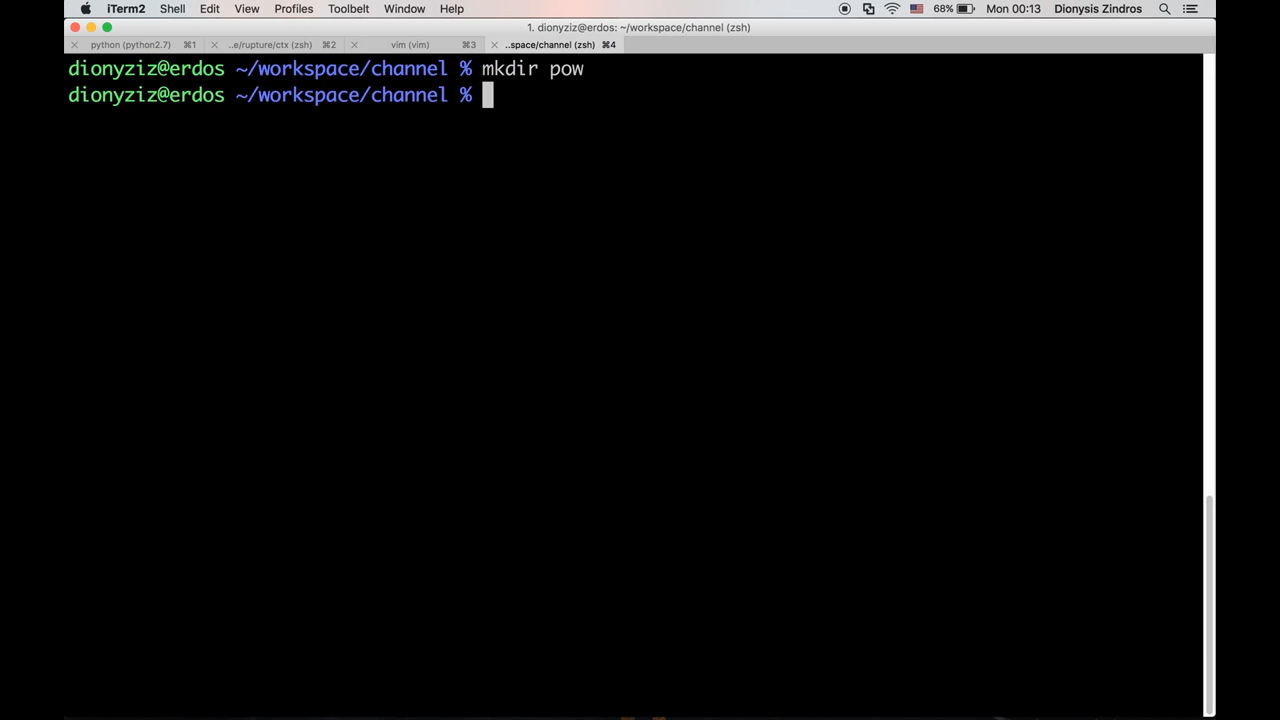 iTerm2 Shell Edit View Profiles Toolbelt Window Help 68% Mon 00:13 Dionysis Zindros
1. dionyziz@erdos: ~/workspace/channel (zsh)
python (python2.7) ⌘1 ..e/rupture/ctx (zsh) ⌘2 vim (vim) ⌘3 ..space/channel (zsh) ⌘4
dionyziz@erdos ~/workspace/channel % mkdir pow
dionyziz@erdos ~/workspace/channel %